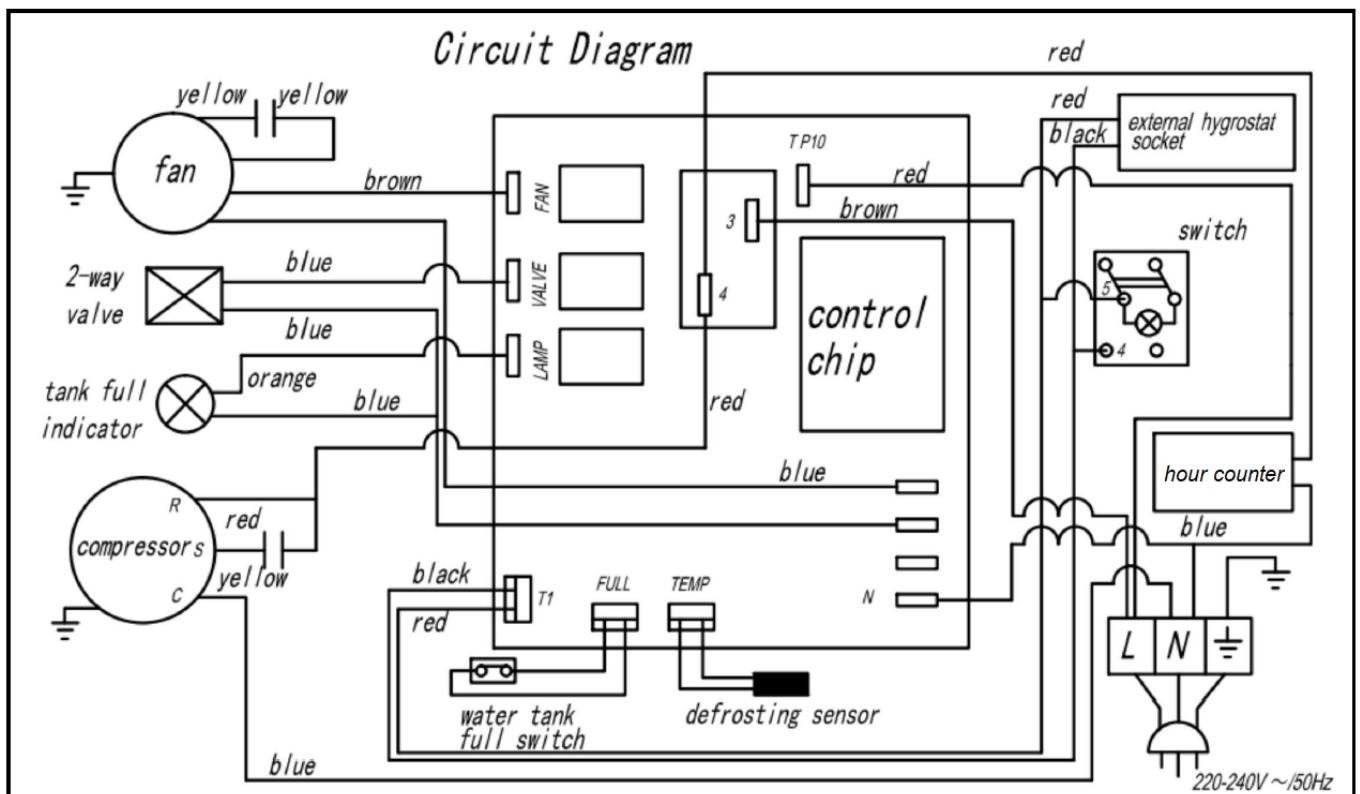 Circuit Diagram
red
yellow
yellow
red
external hygrostat
socket
black
TP10
fan
brown
FAN
red
3
brown
switch
2-way
valve
blue
VALVE
4
5
control
chip
blue
LAMP
4
tank full
indicator
orange
blue
red
hour counter
blue
R
red
compressor
S
blue
yellow
C
black
T1
FULL
TEMP
N
red
L
N
water tank
full switch
defrosting sensor
blue
220-240V ~/50Hz